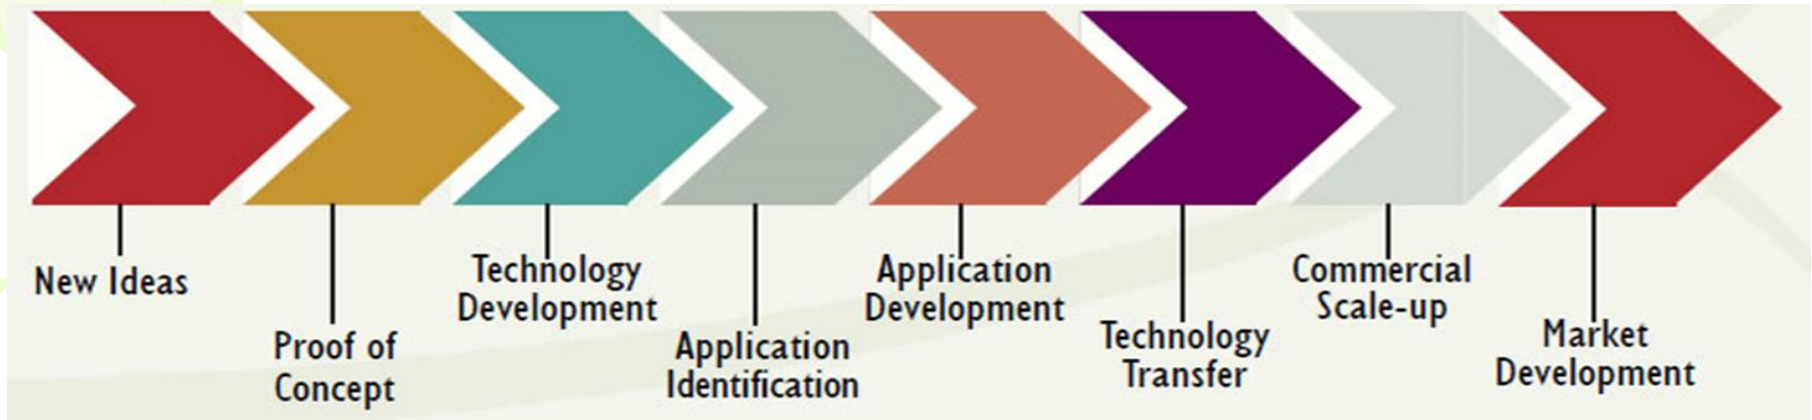 New Ideas
Proof of
Concept
Technology
Development
Application
Identification
Application
Development
Technology
Transfer
Commercial
Scale-up
Market
Development